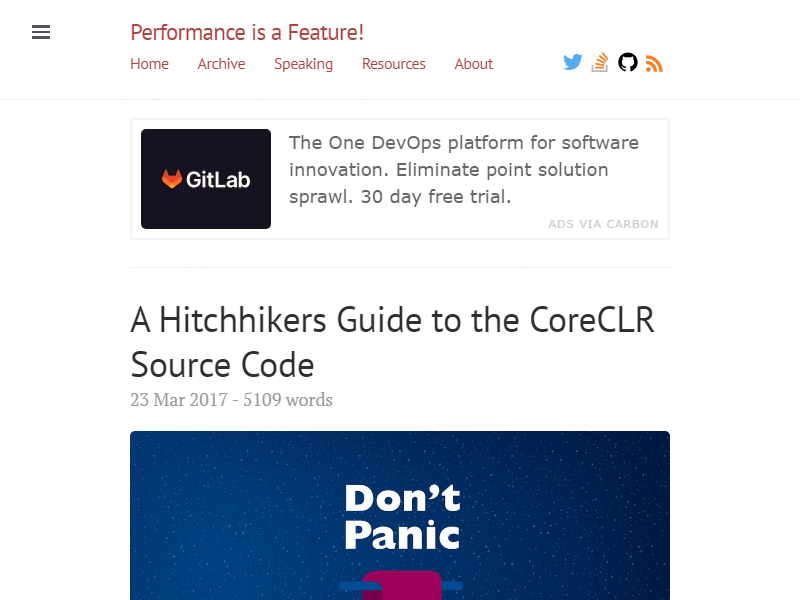 Performance is a Feature!
Home Archive Speaking Resources About
GitLab
The One DevOps platform for software
innovation. Eliminate point solution
sprawl. 30 day free trial.
ADS VIA CARBON
A Hitchhikers Guide to the CoreCLR
Source Code
23 Mar 2017 - 5109 words
Don't
Panic